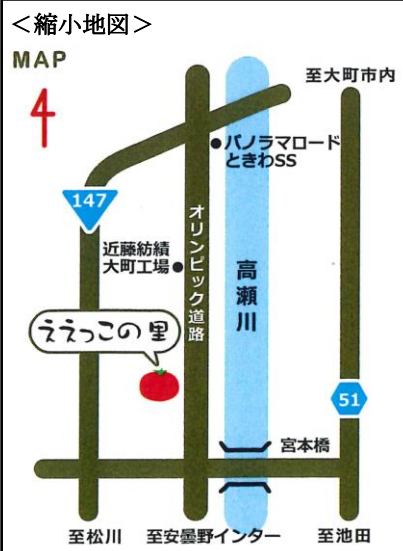 ＜縮小地図＞
MAP
至大町市内
パノラマロード
ときわSS
147
近藤紡績
大町工場
オリンピック道路
高瀬川
ええっこの里
51
宮本橋
至松川
至安曇野インター
至池田